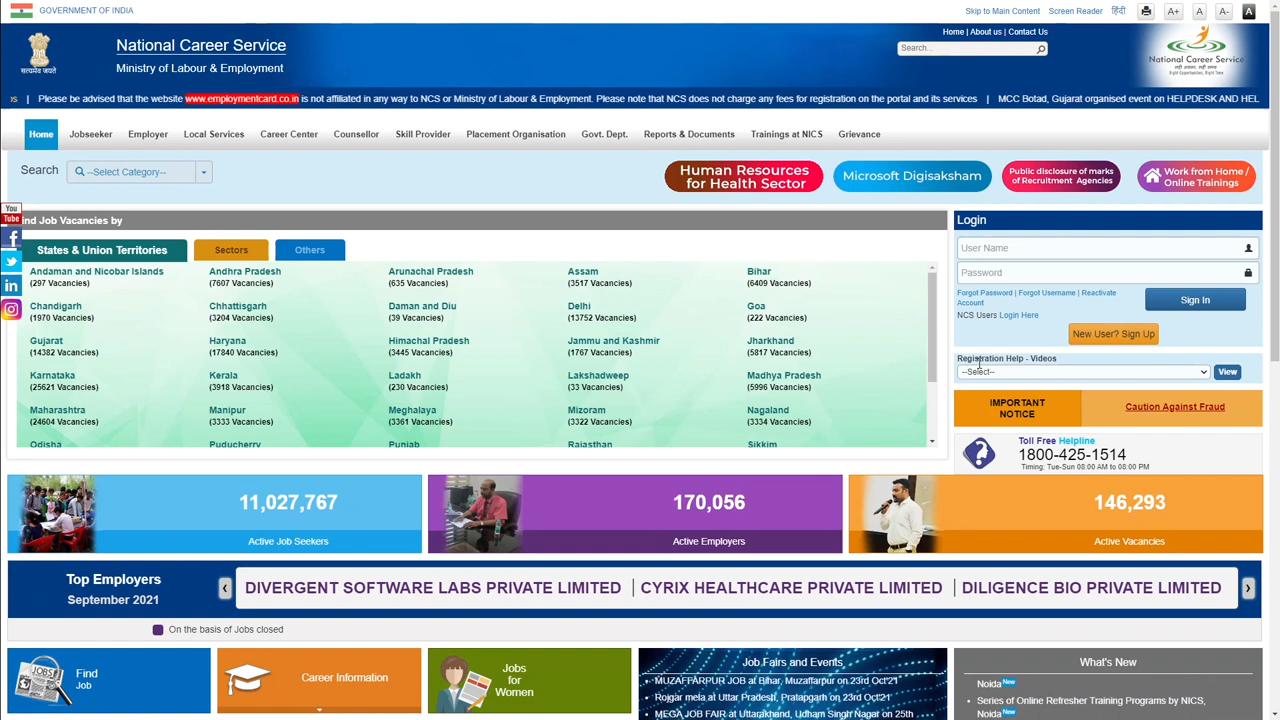 GOVERNMENT OF INDIA
Skip to Main Content Screen Reader हिंदी A+ A A- A
National Career Service
Ministry of Labour & Employment
सत्यमेव जयते
Home | About us | Contact Us
Search...
National Career Service
Right Opportunities, Right Time
| Please be advised that the website www.employmentcard.co.in is not affiliated in any way to NCS or Ministry of Labour & Employment. Please note that NCS does not charge any fees for registration on the portal and its services | MCC Botad, Gujarat organised event on HELPDESK AND HEL
Home Jobseeker Employer Local Services Career Center Counsellor Skill Provider Placement Organisation Govt. Dept. Reports & Documents Trainings at NICS Grievance
Search --Select Category--
Human Resources
for Health Sector
Microsoft Digisaksham
Public disclosure of marks
of Recruitment Agencies
Work from Home /
Online Trainings
You
Tube
ind Job Vacancies by
States & Union Territories Sectors Others
Andaman and Nicobar Islands Andhra Pradesh Arunachal Pradesh Assam Bihar
(297 Vacancies) (7607 Vacancies) (635 Vacancies) (3517 Vacancies) (6409 Vacancies)
Chandigarh Chhattisgarh Daman and Diu Delhi Goa
(1970 Vacancies) (3204 Vacancies) (39 Vacancies) (13752 Vacancies) (222 Vacancies)
Gujarat Haryana Himachal Pradesh Jammu and Kashmir Jharkhand
(14382 Vacancies) (17840 Vacancies) (3445 Vacancies) (1767 Vacancies) (5817 Vacancies)
Karnataka Kerala Ladakh Lakshadweep Madhya Pradesh
(25621 Vacancies) (3918 Vacancies) (230 Vacancies) (33 Vacancies) (5996 Vacancies)
Maharashtra Manipur Meghalaya Mizoram Nagaland
(24604 Vacancies) (3333 Vacancies) (3361 Vacancies) (3322 Vacancies) (3334 Vacancies)
Odisha Puducherry Punjab Rajasthan Sikkim
Login
User Name
Password
Forgot Password | Forgot Username | Reactivate
Account
NCS Users Login Here
Sign In
New User? Sign Up
Registration Help - Videos
--Select-- View
IMPORTANT
NOTICE
Caution Against Fraud
Toll Free Helpline
1800-425-1514
Timing: Tue-Sun 08:00 AM to 08:00 PM
11,027,767 170,056 146,293
Active Job Seekers Active Employers Active Vacancies
Top Employers
September 2021
DIVERGENT SOFTWARE LABS PRIVATE LIMITED | CYRIX HEALTHCARE PRIVATE LIMITED | DILIGENCE BIO PRIVATE LIMITED
On the basis of Jobs closed
JOBS
Find
Job
Career Information
Jobs
for
Women
Job Fairs and Events
MUZAFFARPUR JOB at Bihar, Muzaffarpur on 23rd Oct'21
Rojgar mela at Uttar Pradesh, Pratapgarh on 23rd Oct'21
MEGA JOB FAIR at Uttarakhand, Udham Singh Nagar on 25th
What's New
Noida New
Series of Online Refresher Training Programs by NICS,
Noida New